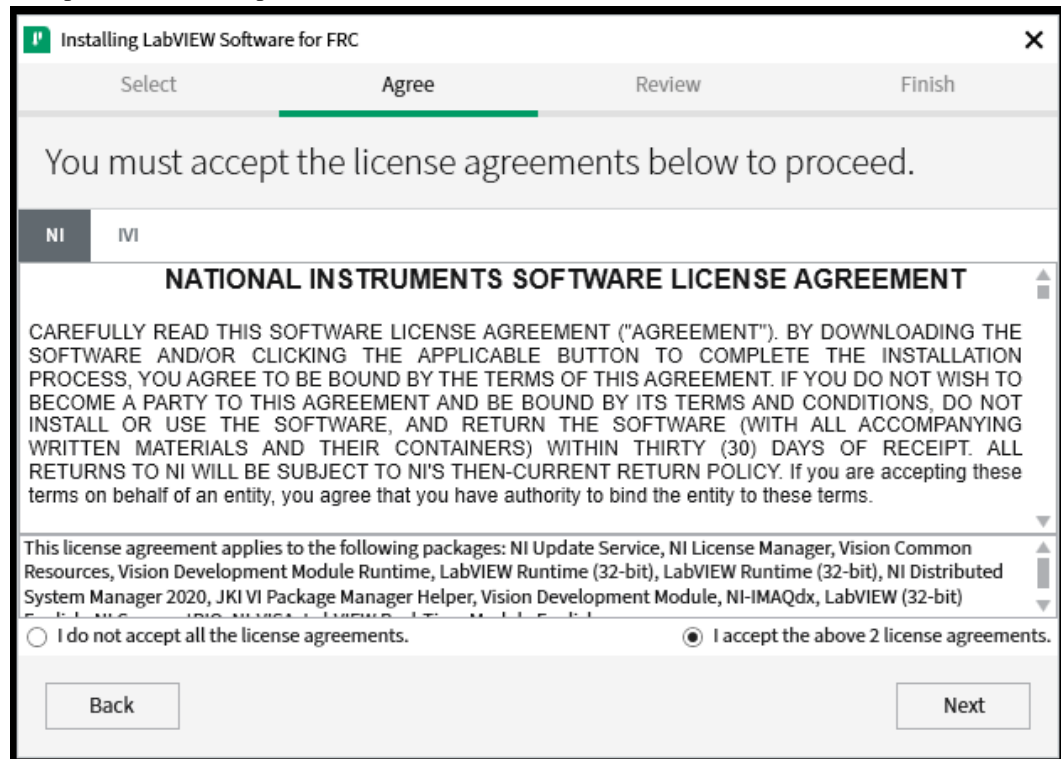 Installing LabVIEW Software for FRC
Select Agree Review Finish
You must accept the license agreements below to proceed.
NI IVI
NATIONAL INSTRUMENTS SOFTWARE LICENSE AGREEMENT
CAREFULLY READ THIS SOFTWARE LICENSE AGREEMENT ("AGREEMENT"). BY DOWNLOADING THE
SOFTWARE AND/OR CLICKING THE APPLICABLE BUTTON TO COMPLETE THE INSTALLATION
PROCESS, YOU AGREE TO BE BOUND BY THE TERMS OF THIS AGREEMENT. IF YOU DO NOT WISH TO
BECOME A PARTY TO THIS AGREEMENT AND BE BOUND BY ITS TERMS AND CONDITIONS, DO NOT
INSTALL OR USE THE SOFTWARE, AND RETURN THE SOFTWARE (WITH ALL ACCOMPANYING
WRITTEN MATERIALS AND THEIR CONTAINERS) WITHIN THIRTY (30) DAYS OF RECEIPT. ALL
RETURNS TO NI WILL BE SUBJECT TO NI'S THEN-CURRENT RETURN POLICY. If you are accepting these
terms on behalf of an entity, you agree that you have authority to bind the entity to these terms.
This license agreement applies to the following packages: NI Update Service, NI License Manager, Vision Common
Resources, Vision Development Module Runtime, LabVIEW Runtime (32-bit), LabVIEW Runtime (32-bit), NI Distributed
System Manager 2020, JKI VI Package Manager Helper, Vision Development Module, NI-IMAQdx, LabVIEW (32-bit)
I do not accept all the license agreements. I accept the above 2 license agreements.
Back Next